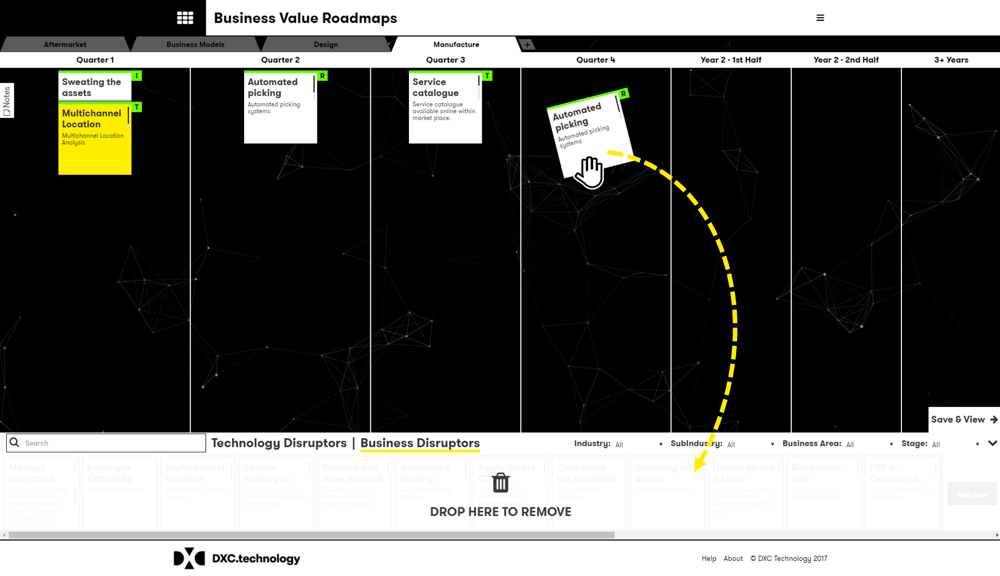 Business Value Roadmaps
Aftermarket
Business Models
Design
Manufacture
+
Quarter 1
Quarter 2
Quarter 3
Quarter 4
Year 2 - 1st Half
Year 2 - 2nd Half
3+ Years
Notes
Sweating the
assets
I
Multichannel
Location
Multichannel Location
Analysis
T
Automated
picking
Automated picking
systems
R
Service
catalogue
Service catalogue
available online within
market place.
T
Automated
picking
Automated picking
systems
R
Save & View
Search
Technology Disruptors | Business Disruptors
Industry: All
SubIndustry: All
Business Area: All
Stage: All
Manage
increased
Increased complexity
and customization
demand requires
integrated process
and systems for
Employee
Centricity
Employee Centricity
Multichannel
Location
Multichannel Location
Analysis
Service
catalogue
Service catalogue
available online within
market place.
Website and
store network
Website and store
network intrusion
prevention systems
Automated
picking
Automated picking
systems
Apply Smart
experiences on a
broader scale
Care plans
not available
Care plans not
available
Sweating the
assets
Sweating the assets
Uncoordinate
d Local
Uncoordinated Local
generation with
residential customers
e.g. Solar
Blockchain
and
Blockchain and
distributed ledger
P2P e-
Commerce,
P2P e-Commerce, e.g.
ebay & Etsy
Add new
DROP HERE TO REMOVE
DXC.technology
Help About © DXC Technology 2017